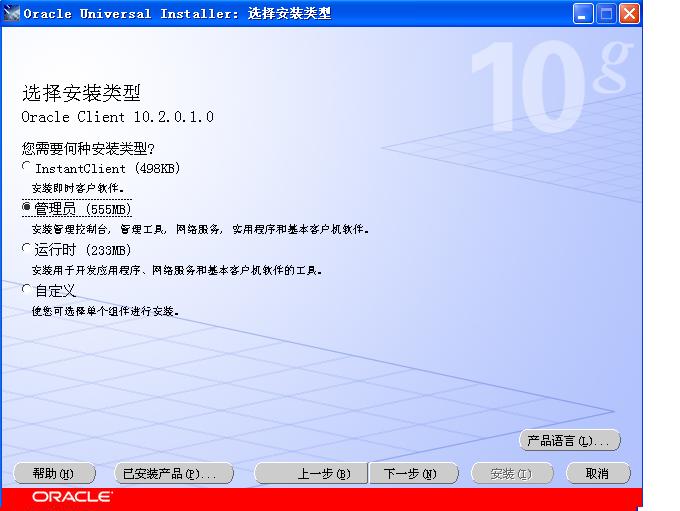 Oracle Universal Installer: 选择安装类型
10g
选择安装类型
Oracle Client 10.2.0.1.0
您需要何种安装类型?
InstantClient (498KB)
安装即时客户软件。
管理员 (555MB)
安装管理控制台, 管理工具, 网络服务, 实用程序和基本客户机软件。
运行时 (233MB)
安装用于开发应用程序、网络服务和基本客户机软件的工具。
自定义
使您可选择单个组件进行安装。
产品语言(L)...
帮助(H) 已安装产品(P)... 上一步(B) 下一步(N) 安装(I) 取消
ORACLE